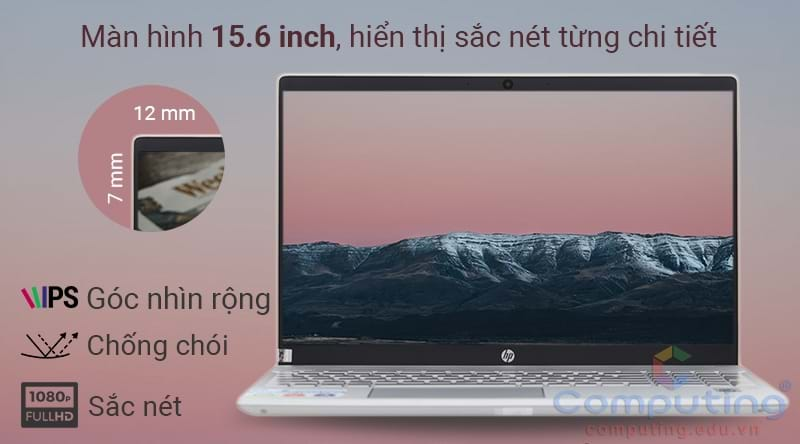 Màn hình 15.6 inch, hiển thị sắc nét từng chi tiết
12 mm
7 mm
IPS Góc nhìn rộng
Chống chói
1080p
FULLHD
Sắc nét
hp
Computing®
computing.edu.vn